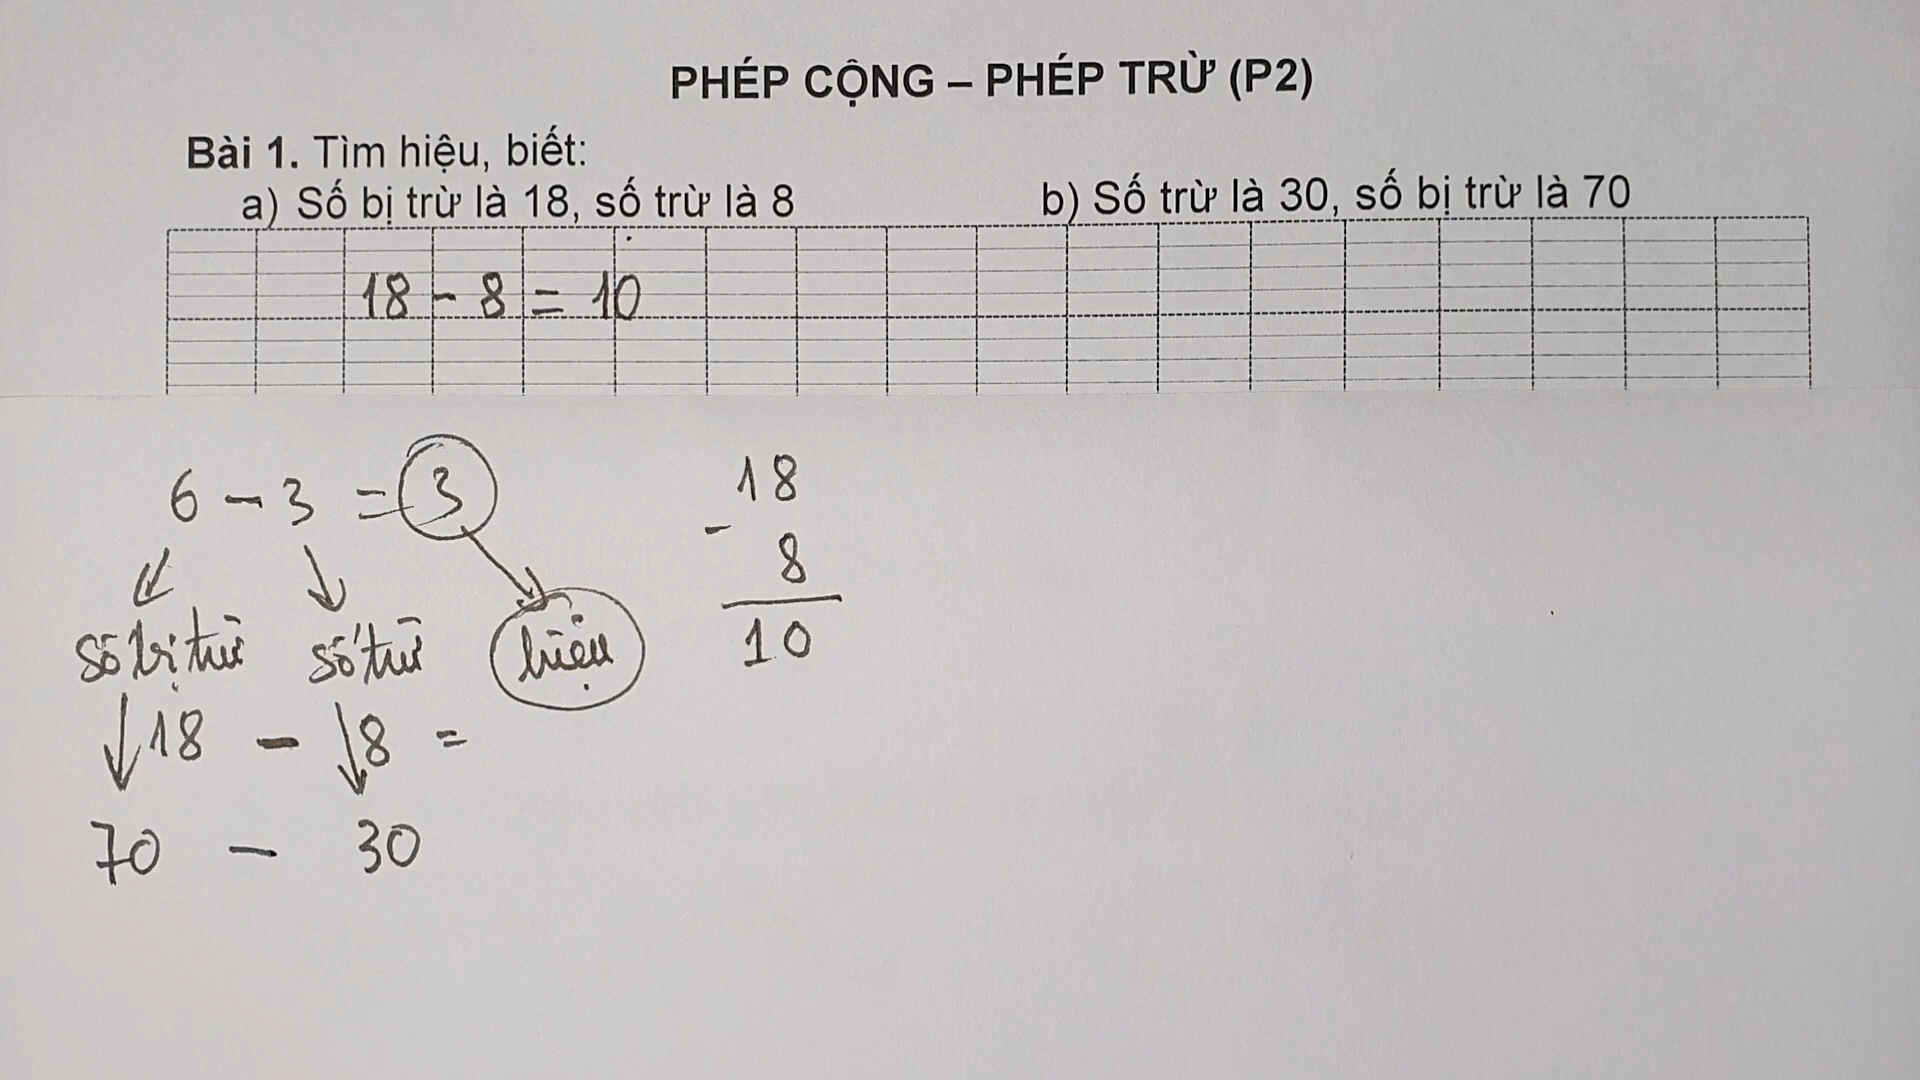 PHÉP CỘNG – PHÉP TRỪ (P2)
Bài 1. Tìm hiệu, biết:
a) Số bị trừ là 18, số trừ là 8
b) Số trừ là 30, số bị trừ là 70
18 - 8 = 10
6 - 3 = 3
số bị trừ số trừ hiệu
18 - 8 =
70 - 30
18
-
8
10